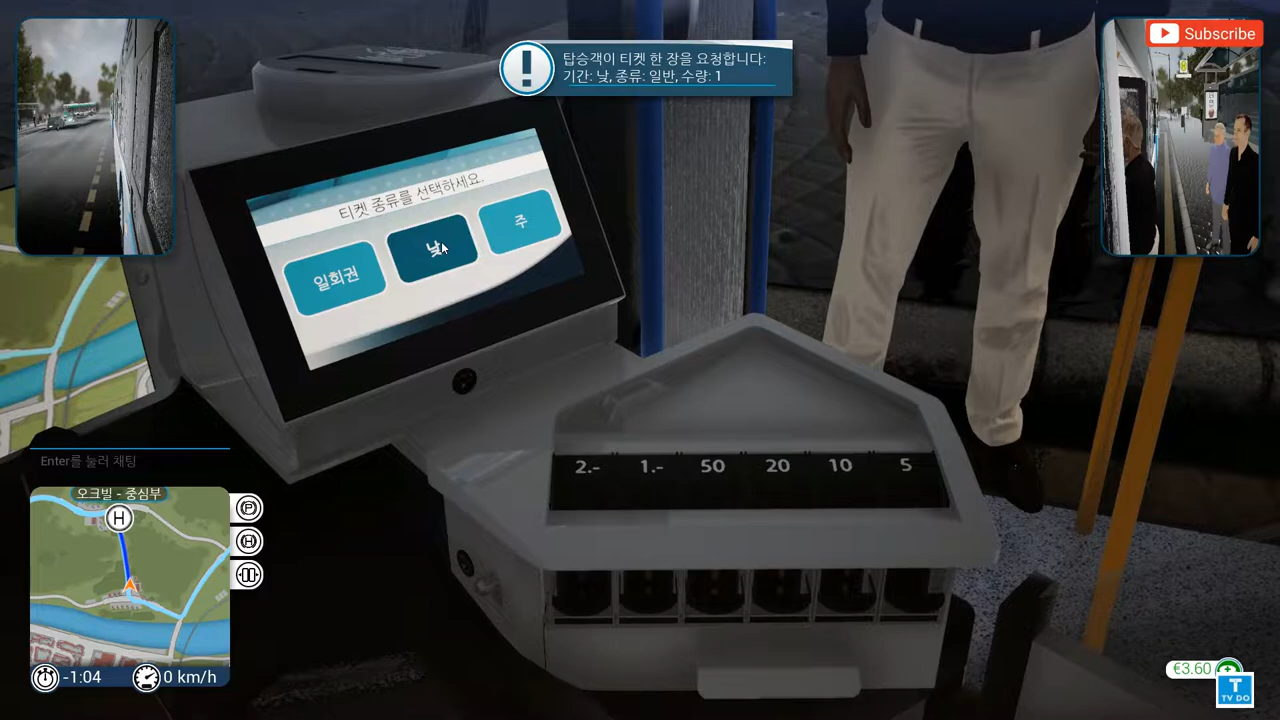 Subscribe
탑승객이 티켓 한 장을 요청합니다:
기간: 낮, 종류: 일반, 수량: 1
티켓 종류를 선택하세요.
일회권
낮
주
2.- 1.- 50 20 10 5
Enter를 눌러 채팅
오크빌 - 중심부
H
P
H
-1:04
0 km/h
€3.60
T
TV DO